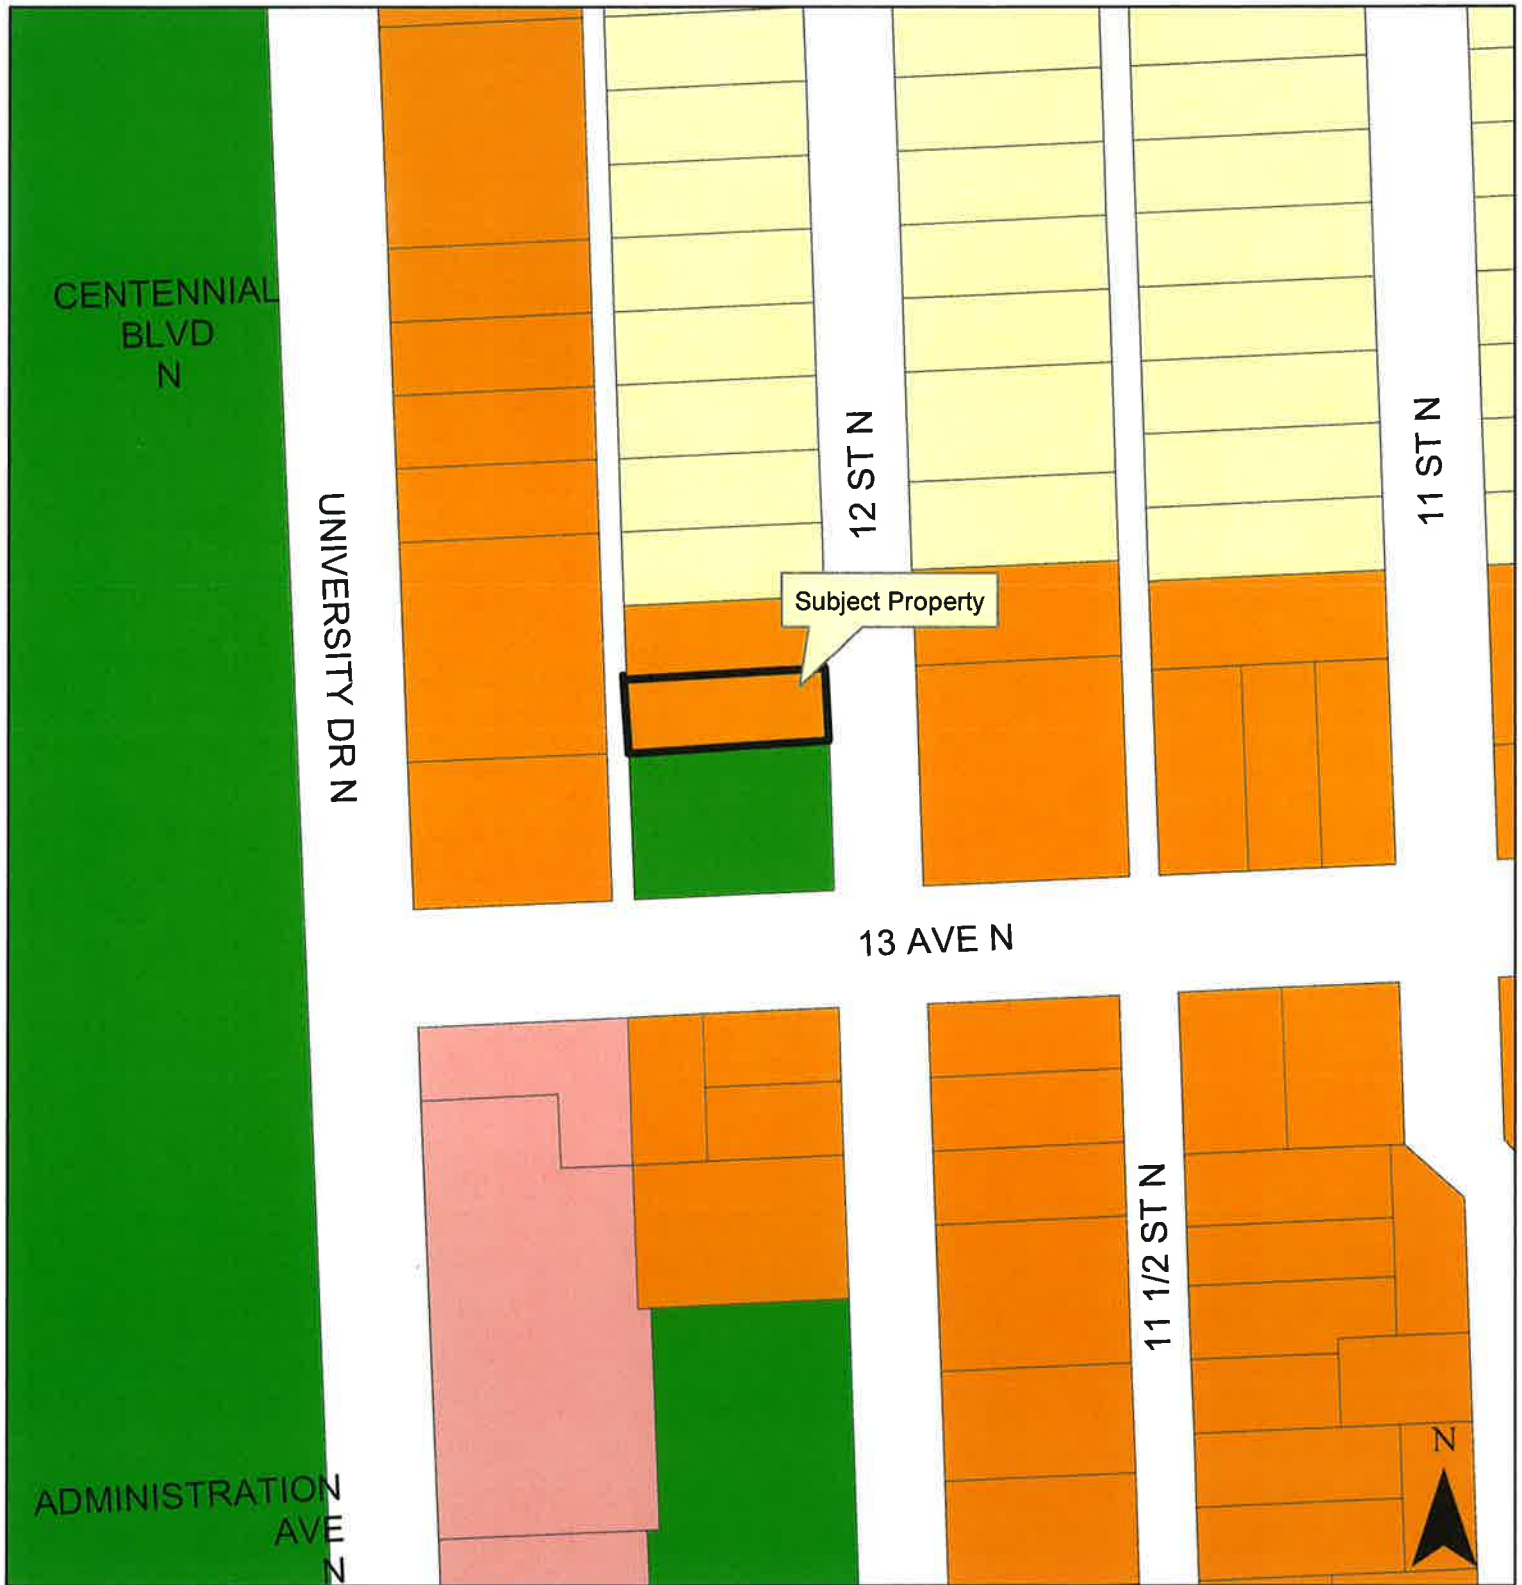 CENTENNIAL
BLVD
N
UNIVERSITY DR N
12 ST N
11 ST N
Subject Property
13 AVE N
11 1/2 ST N
ADMINISTRATION
AVE
N
N